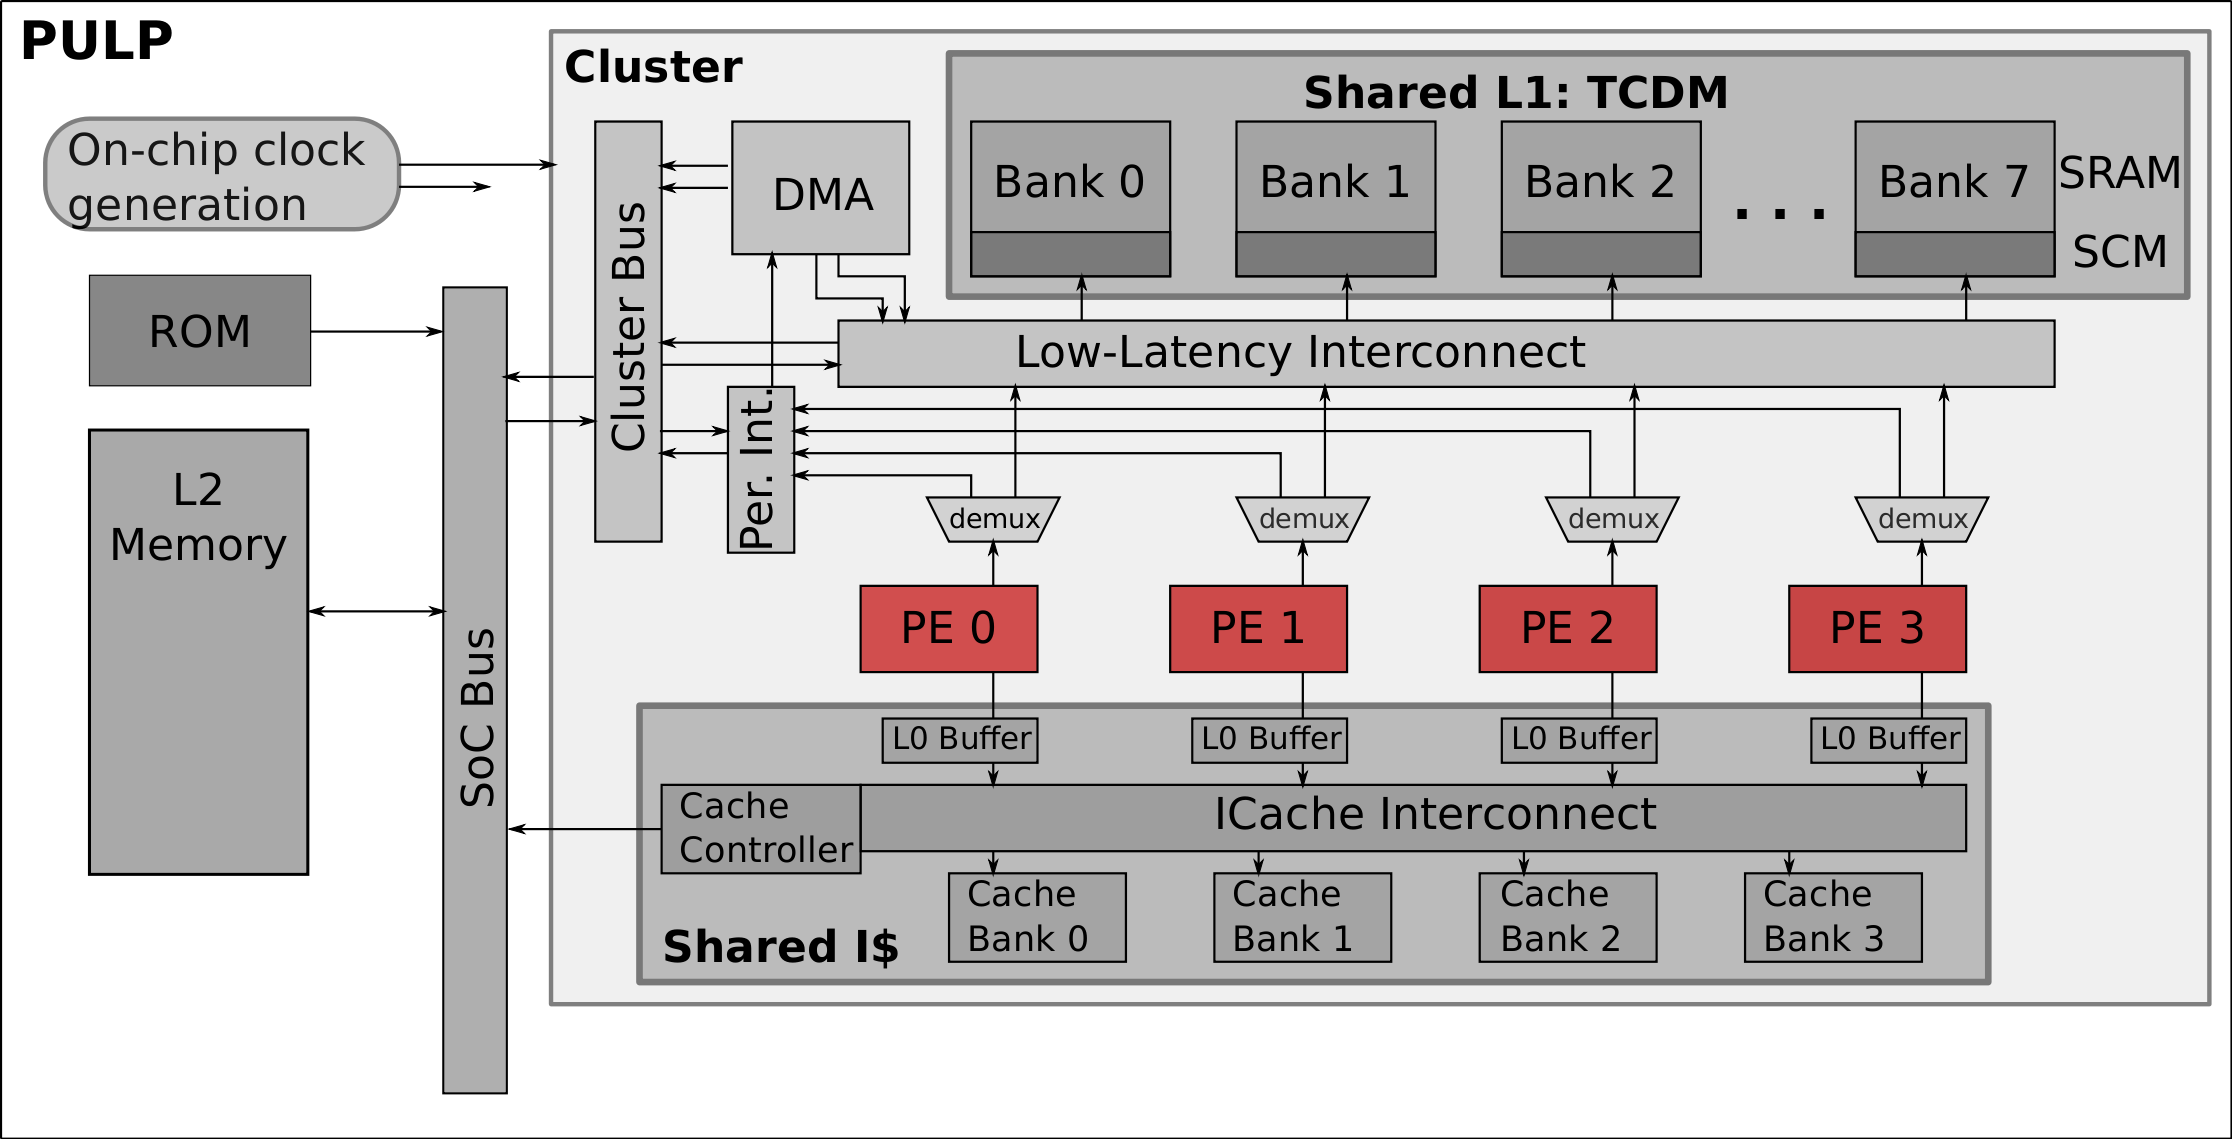 PULP
Cluster
Shared L1: TCDM
On-chip clock
generation
Cluster Bus
DMA
Bank 0
Bank 1
Bank 2
. . .
Bank 7
SRAM
SCM
ROM
Low-Latency Interconnect
Per. Int.
L2
Memory
demux
demux
demux
demux
SoC Bus
PE 0
PE 1
PE 2
PE 3
L0 Buffer
L0 Buffer
L0 Buffer
L0 Buffer
Cache
Controller
ICache Interconnect
Cache
Bank 0
Cache
Bank 1
Cache
Bank 2
Cache
Bank 3
Shared I$